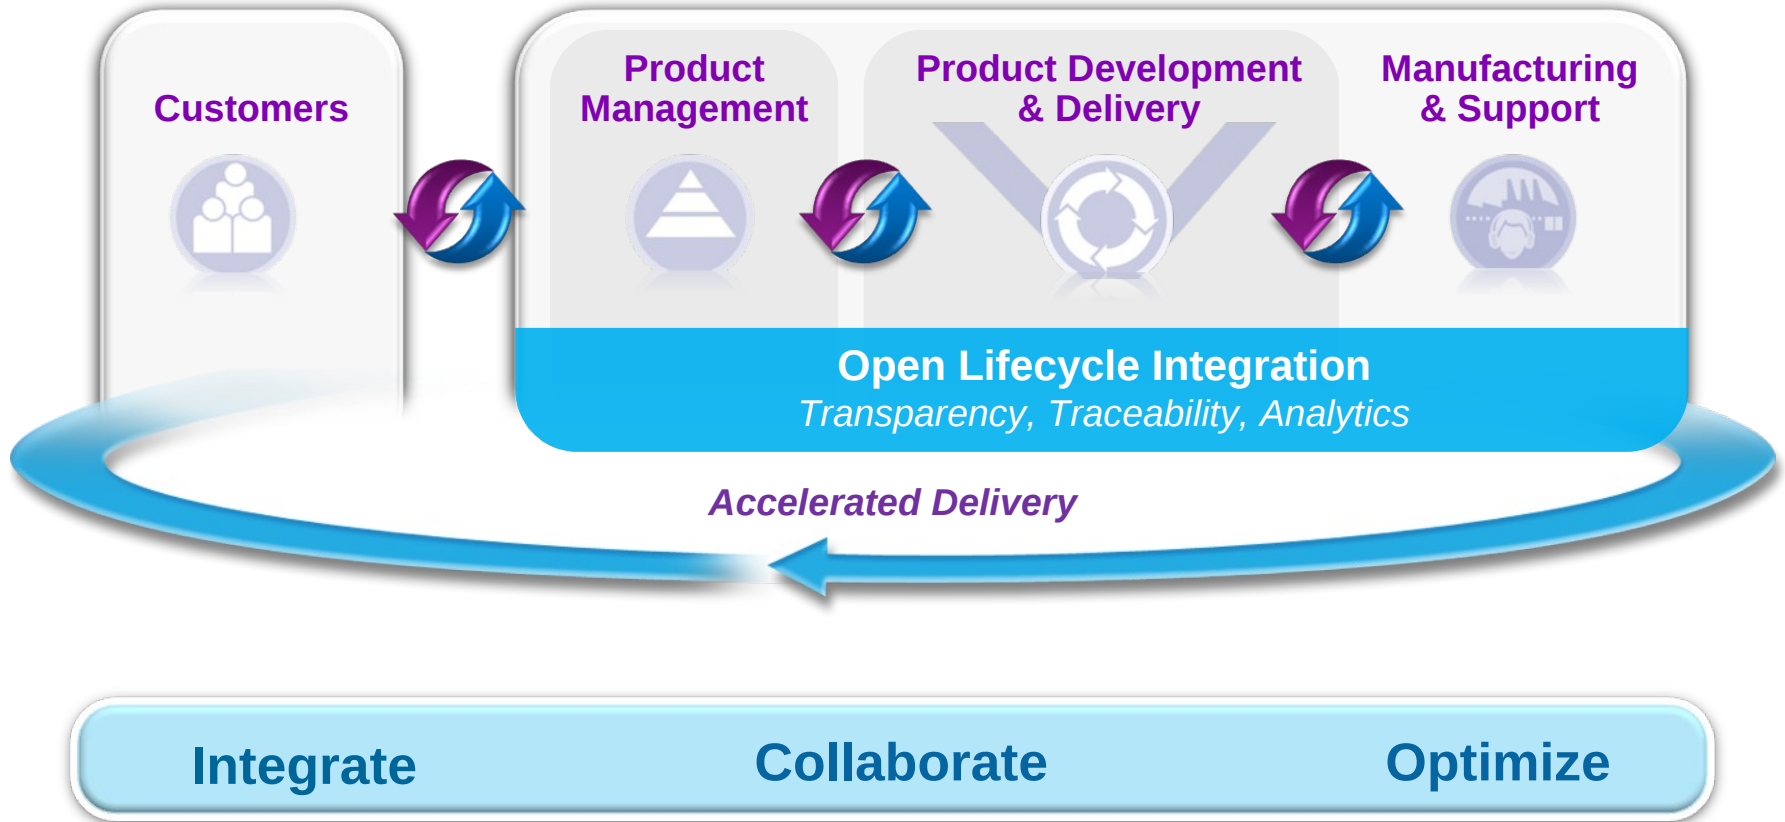 Customers
Product
Management
Product Development
& Delivery
Manufacturing
& Support
Open Lifecycle Integration
Transparency, Traceability, Analytics
Accelerated Delivery
Integrate
Collaborate
Optimize